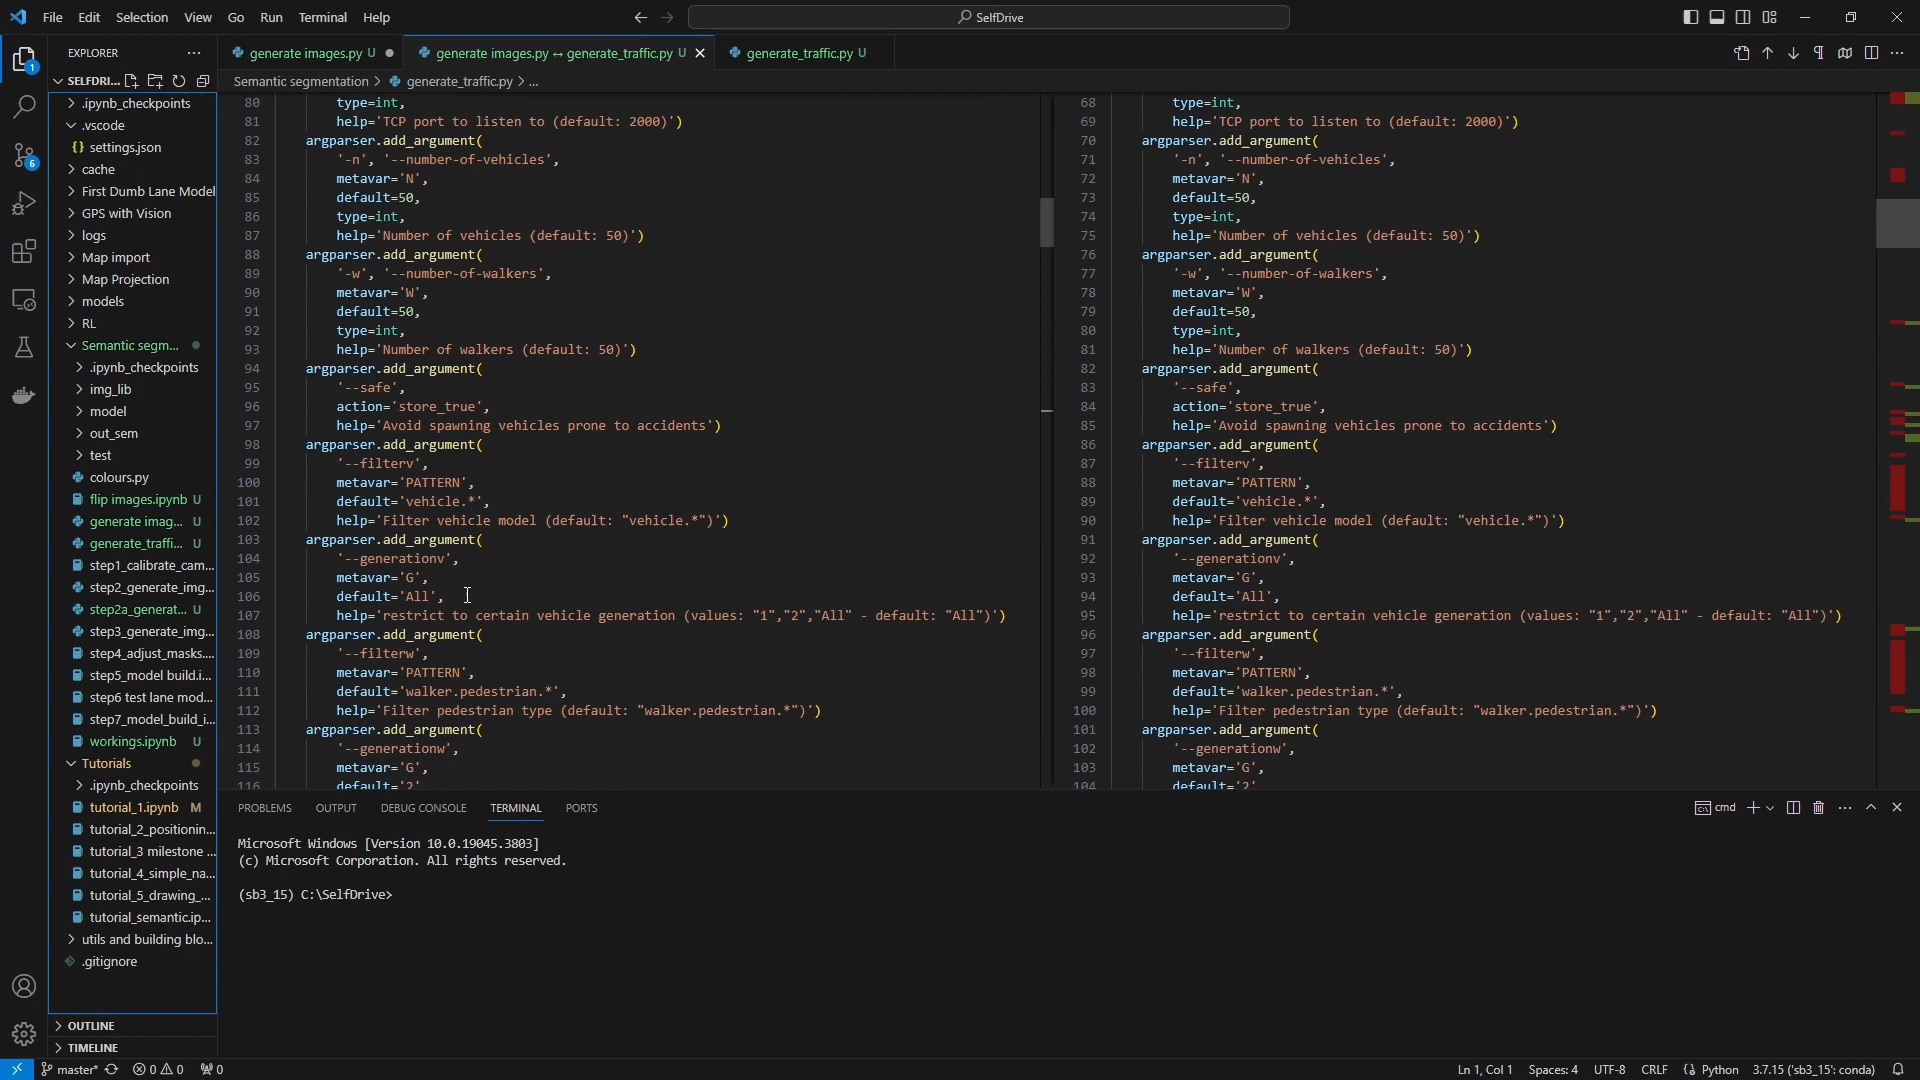 File Edit Selection View Go Run Terminal Help
SelfDrive
EXPLORER
generate images.py U
generate images.py ↔ generate_traffic.py U
generate_traffic.py U
SELFDRI...
Semantic segmentation > generate_traffic.py > ...
.ipynb_checkpoints
.vscode
settings.json
cache
First Dumb Lane Model
GPS with Vision
logs
Map import
Map Projection
models
RL
Semantic segm...
.ipynb_checkpoints
img_lib
model
out_sem
test
colours.py
flip images.ipynb U
generate imag... U
generate_traffi... U
step1_calibrate_cam...
step2_generate_img...
step2a_generat... U
step3_generate_img...
step4_adjust_masks....
step5_model build.i...
step6 test lane mod...
step7_model_build_i...
workings.ipynb U
Tutorials
.ipynb_checkpoints
tutorial_1.ipynb M
tutorial_2_positionin...
tutorial_3 milestone ...
tutorial_4_simple_na...
tutorial_5_drawing_...
tutorial_semantic.ip...
utils and building blo...
.gitignore
OUTLINE
TIMELINE
80 type=int,
81 help='TCP port to listen to (default: 2000)')
82 argparser.add_argument(
83 '-n', '--number-of-vehicles',
84 metavar='N',
85 default=50,
86 type=int,
87 help='Number of vehicles (default: 50)')
88 argparser.add_argument(
89 '-w', '--number-of-walkers',
90 metavar='W',
91 default=50,
92 type=int,
93 help='Number of walkers (default: 50)')
94 argparser.add_argument(
95 '--safe',
96 action='store_true',
97 help='Avoid spawning vehicles prone to accidents')
98 argparser.add_argument(
99 '--filterv',
100 metavar='PATTERN',
101 default='vehicle.*',
102 help='Filter vehicle model (default: "vehicle.*")')
103 argparser.add_argument(
104 '--generationv',
105 metavar='G',
106 default='All',
107 help='restrict to certain vehicle generation (values: "1","2","All" - default: "All")')
108 argparser.add_argument(
109 '--filterw',
110 metavar='PATTERN',
111 default='walker.pedestrian.*',
112 help='Filter pedestrian type (default: "walker.pedestrian.*")')
113 argparser.add_argument(
114 '--generationw',
115 metavar='G',
116 default='2'
68 type=int,
69 help='TCP port to listen to (default: 2000)')
70 argparser.add_argument(
71 '-n', '--number-of-vehicles',
72 metavar='N',
73 default=50,
74 type=int,
75 help='Number of vehicles (default: 50)')
76 argparser.add_argument(
77 '-w', '--number-of-walkers',
78 metavar='W',
79 default=50,
80 type=int,
81 help='Number of walkers (default: 50)')
82 argparser.add_argument(
83 '--safe',
84 action='store_true',
85 help='Avoid spawning vehicles prone to accidents')
86 argparser.add_argument(
87 '--filterv',
88 metavar='PATTERN',
89 default='vehicle.*',
90 help='Filter vehicle model (default: "vehicle.*")')
91 argparser.add_argument(
92 '--generationv',
93 metavar='G',
94 default='All',
95 help='restrict to certain vehicle generation (values: "1","2","All" - default: "All")')
96 argparser.add_argument(
97 '--filterw',
98 metavar='PATTERN',
99 default='walker.pedestrian.*',
100 help='Filter pedestrian type (default: "walker.pedestrian.*")')
101 argparser.add_argument(
102 '--generationw',
103 metavar='G',
104 default='2'
PROBLEMS OUTPUT DEBUG CONSOLE TERMINAL PORTS
cmd
Microsoft Windows [Version 10.0.19045.3803]
(c) Microsoft Corporation. All rights reserved.
(sb3_15) C:\SelfDrive>
1
6
master* 0 0 0
Ln 1, Col 1 Spaces: 4 UTF-8 CRLF Python 3.7.15 ('sb3_15': conda)